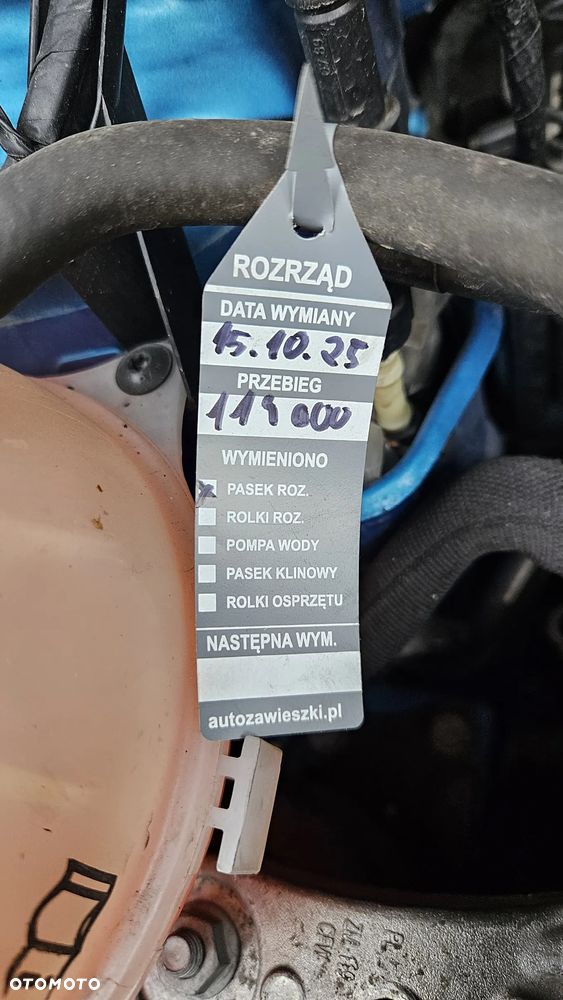 ROZRZĄD
DATA WYMIANY
15.10.25
PRZEBIEG
119 000
WYMIENIONO
PASEK ROZ.
ROLKI ROZ.
POMPA WODY
PASEK KLINOWY
ROLKI OSPRZĘTU
NASTĘPNA WYM.
autozawieszki.pl
OTOMOTO